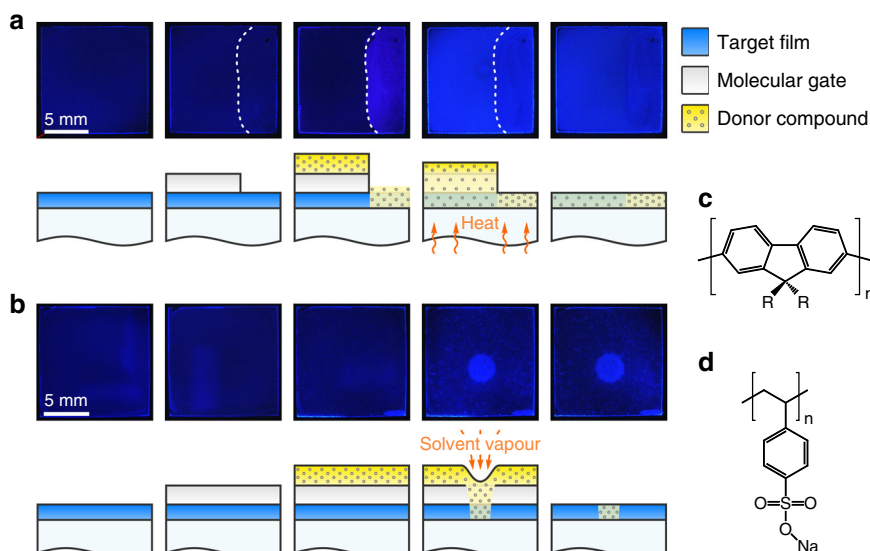 a
5 mm
Target film
Molecular gate
Donor compound
Heat
b
5 mm
Solvent vapour
c
R R
n
d
n
O=S=O
O
Na